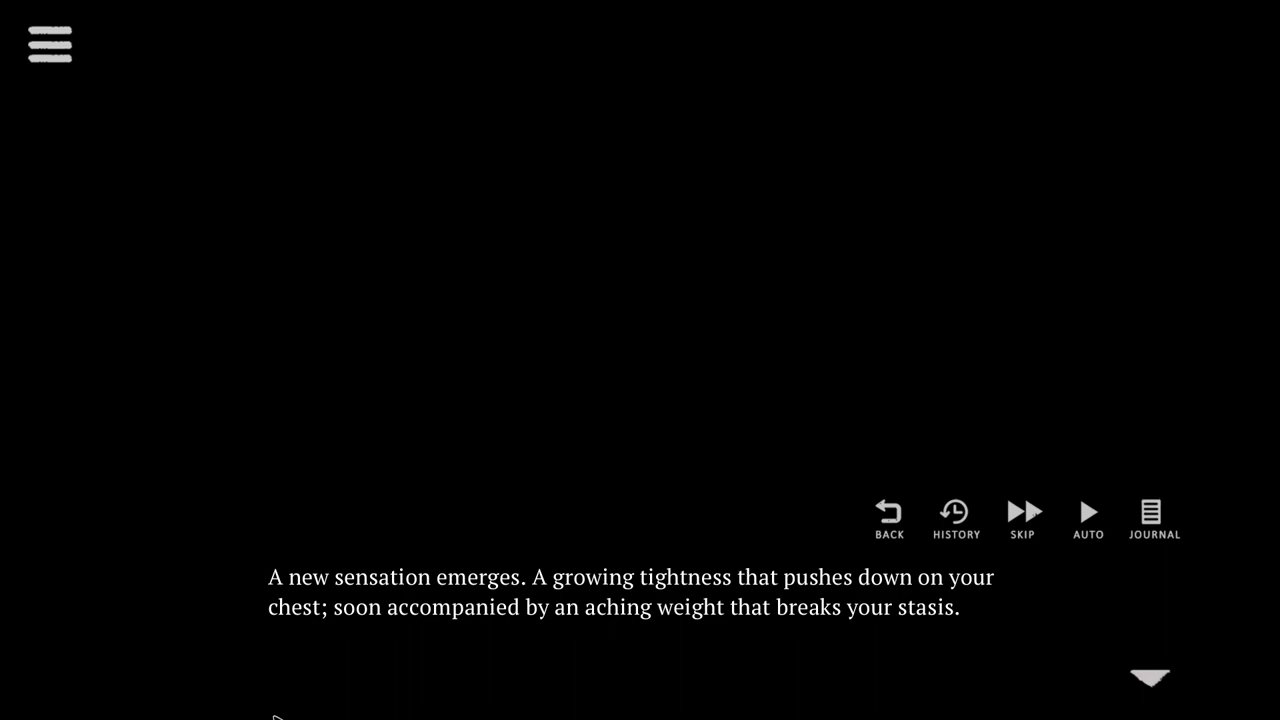 BACK HISTORY SKIP AUTO JOURNAL
A new sensation emerges. A growing tightness that pushes down on your
chest; soon accompanied by an aching weight that breaks your stasis.